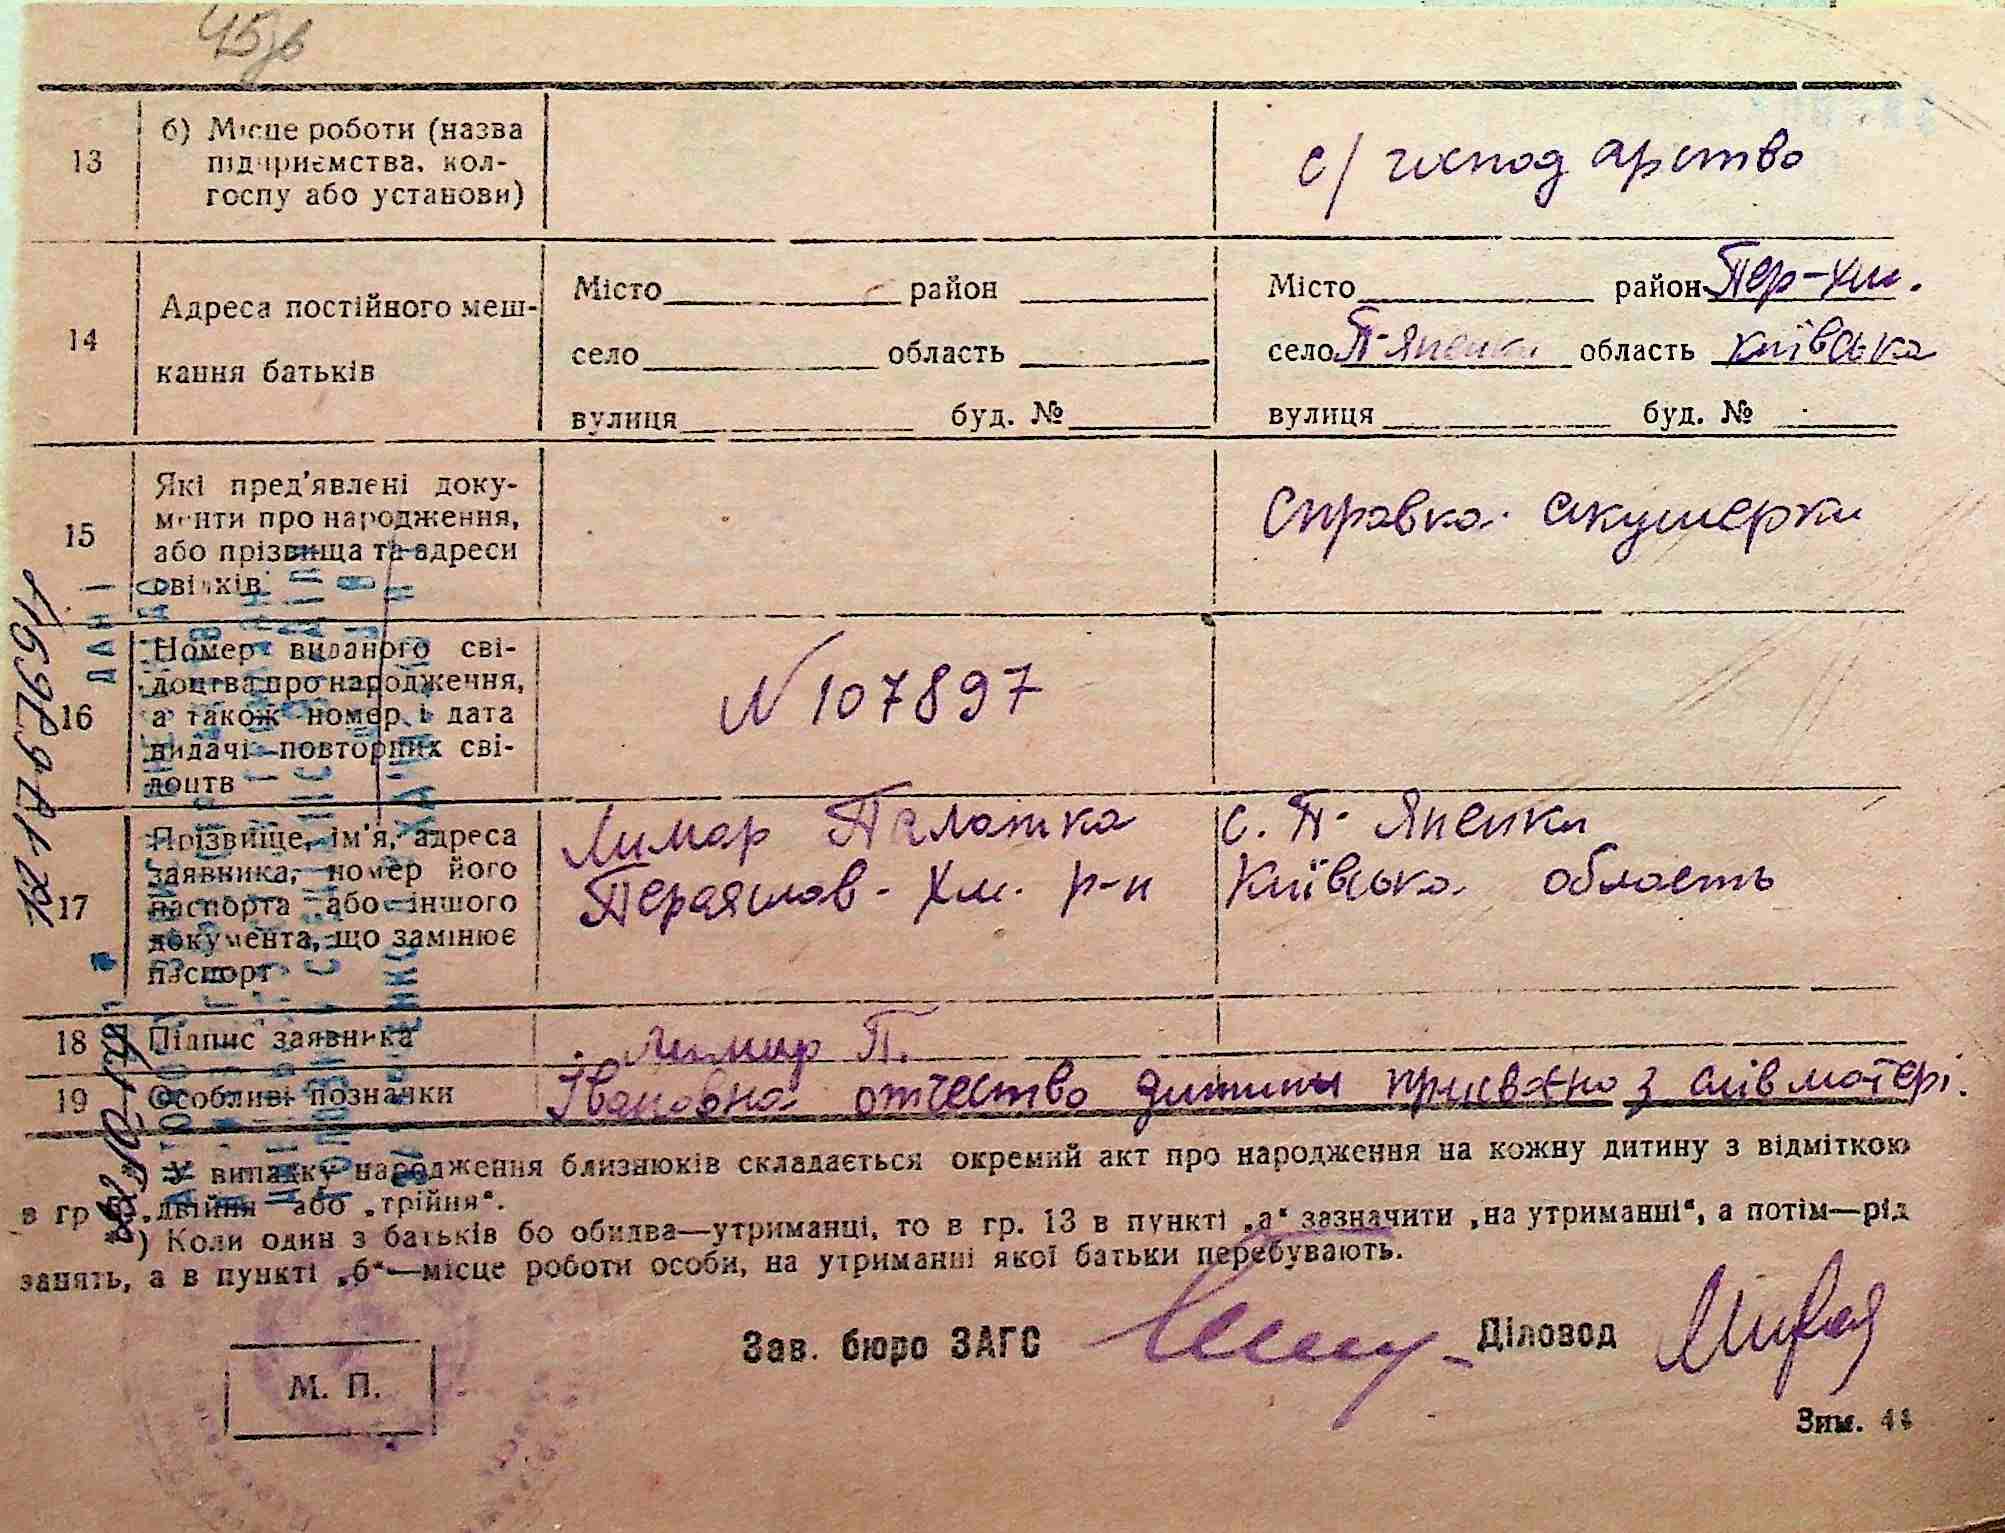 45зв
13
б) Місце роботи (назва
підприємства, кол-
госпу або установи)
с/ господарство
14
Адреса постійного меш-
кання батьків
Місто район
село область
вулиця буд. №
Місто район Пер-Хм.
село П-Яненки область Київська
вулиця буд. №
15
Які пред'явлені доку-
менти про народження,
або прізвища та адреси
свідків
Справка акушерки
16
Номер виданого сві-
доцтва про народження,
а також номер і дата
видачі повторних сві-
доцтв
N 107897
17
Прізвище, ім'я, адреса
заявника, номер його
паспорта або іншого
документа, що замінює
паспорт
Лимар Палашка с. П- Яненки
Переяслав- Хм. р-н Київська область
18
Підпис заявника
Лимар П.
19
Особливі познанки
Івановна отчество дитини присвоєно з слів матері.
У випадку народження близнюків складається окремий акт про народження на кожну дитину з відміткою
в гр „двійня" або „трійня".
) Коли один з батьків бо обидва—утриманці, то в гр. 13 в пункті „а" зазначити „на утриманні", а потім—рід
занять, а в пункті „б"—місце роботи особи, на утриманні якої батьки перебувають.
Зав. бюро ЗАГС
Діловод
М. П.
Зим.
ДАНІ